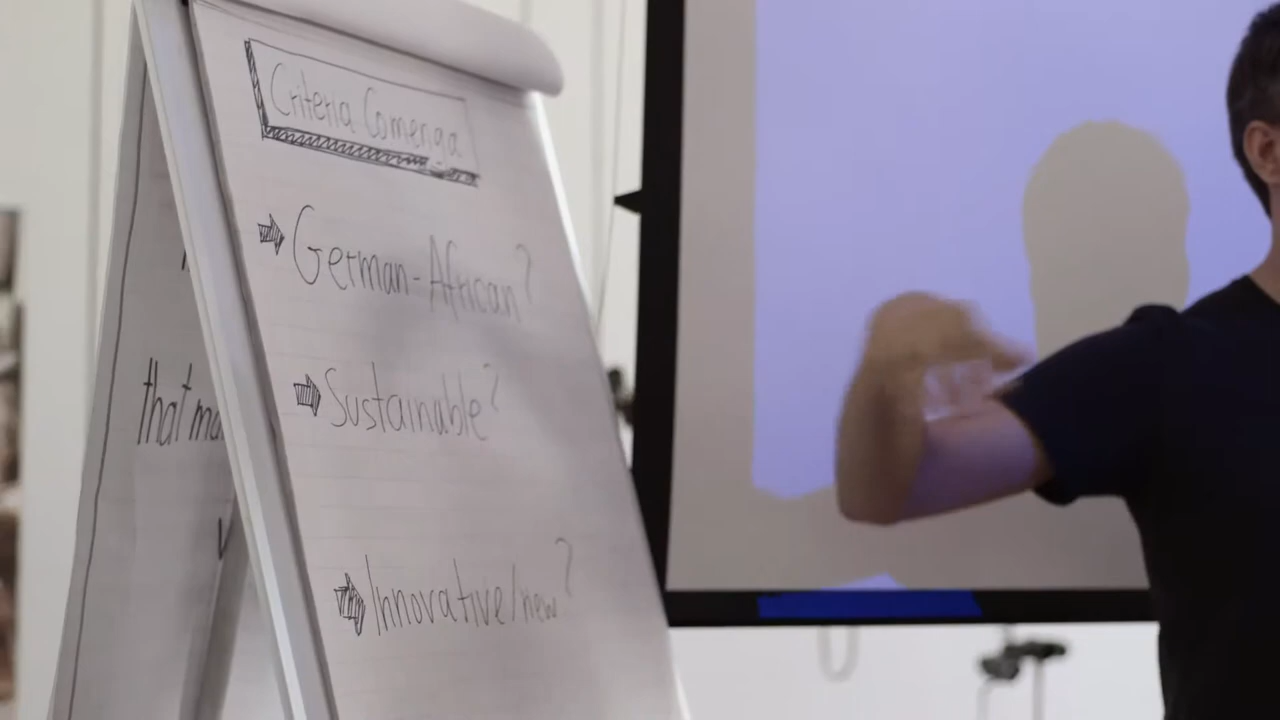 Criteria Comenga
German-African?
Sustainable?
Innovative/new?
that ma